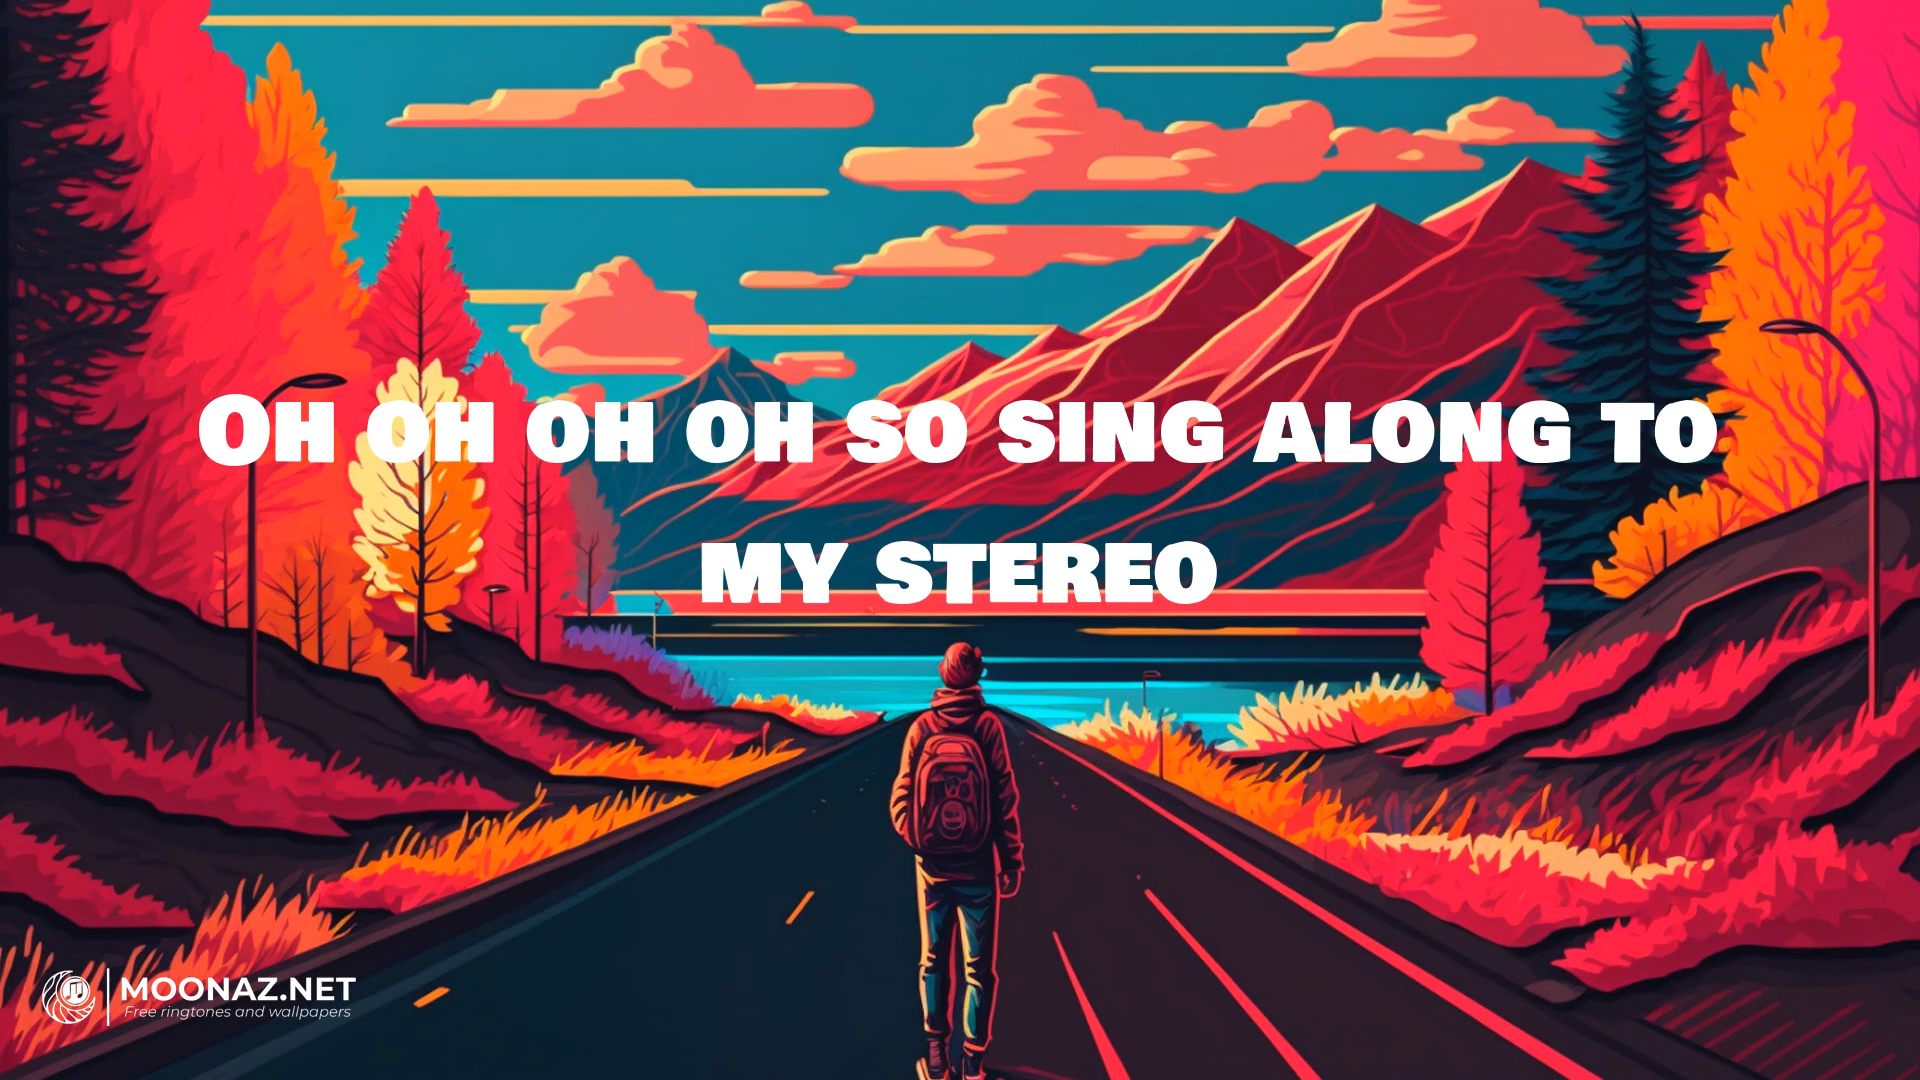 Oh oh oh oh so sing along to
my stereo
MOONAZ.NET
Free ringtones and wallpapers